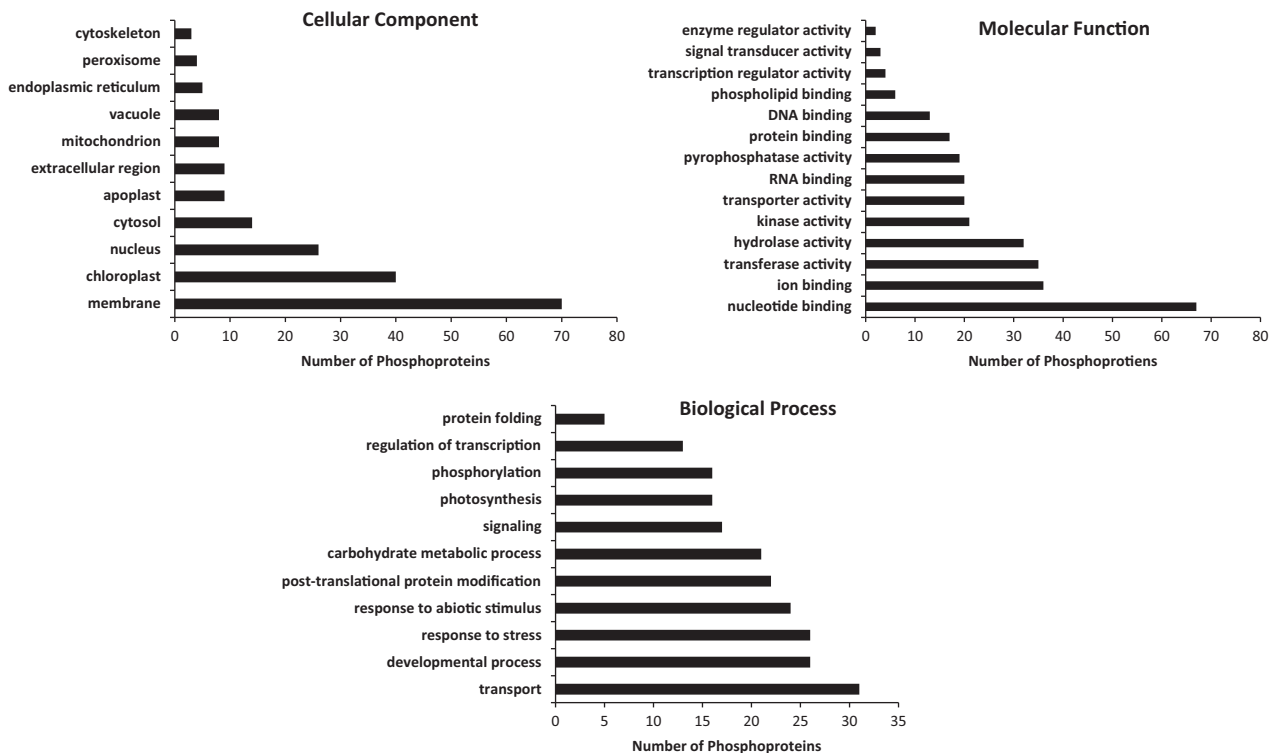 Cellular Component
cytoskeleton
peroxisome
endoplasmic reticulum
vacuole
mitochondrion
extracellular region
apoplast
cytosol
nucleus
chloroplast
membrane
0 10 20 30 40 50 60 70 80
Number of Phosphoproteins
Molecular Function
enzyme regulator activity
signal transducer activity
transcription regulator activity
phospholipid binding
DNA binding
protein binding
pyrophosphatase activity
RNA binding
transporter activity
kinase activity
hydrolase activity
transferase activity
ion binding
nucleotide binding
0 10 20 30 40 50 60 70 80
Number of Phosphoprotiens
Biological Process
protein folding
regulation of transcription
phosphorylation
photosynthesis
signaling
carbohydrate metabolic process
post-translational protein modification
response to abiotic stimulus
response to stress
developmental process
transport
0 5 10 15 20 25 30 35
Number of Phosphoproteins